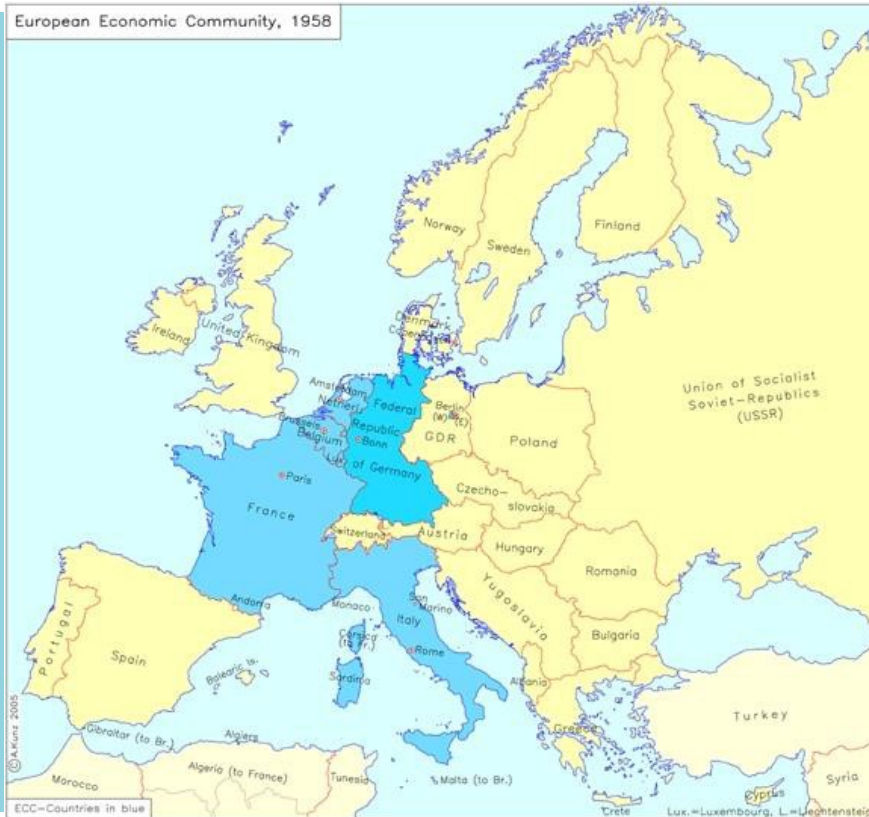 European Economic Community, 1958
Norway
Sweden
Finland
Ireland
United Kingdom
Denmark
Union of Socialist
Soviet-Republics
(USSR)
Amsterdam
Netherl.
Federal
Republic
of Germany
Berlin
(W) (E)
GDR
Poland
Brussels
Belgium
Bonn
Lux.
Paris
France
Czecho-
slovakia
Switzerland
Austria
Hungary
Romania
Yugoslavia
Andorra
Monaco
San
Marino
Italy
Bulgaria
Portugal
Spain
Corsica
(to Fr.)
Rome
Albania
Balearic Is.
Sardinia
Greece
Turkey
©A.Kunz 2005
Gibraltar (to Br.)
Algiers
Morocco
Algeria (to France)
Tunesia
Malta (to Br.)
Cyprus
Syria
Crete
ECC-Countries in blue
Lux.=Luxembourg, L.=Liechtenstein